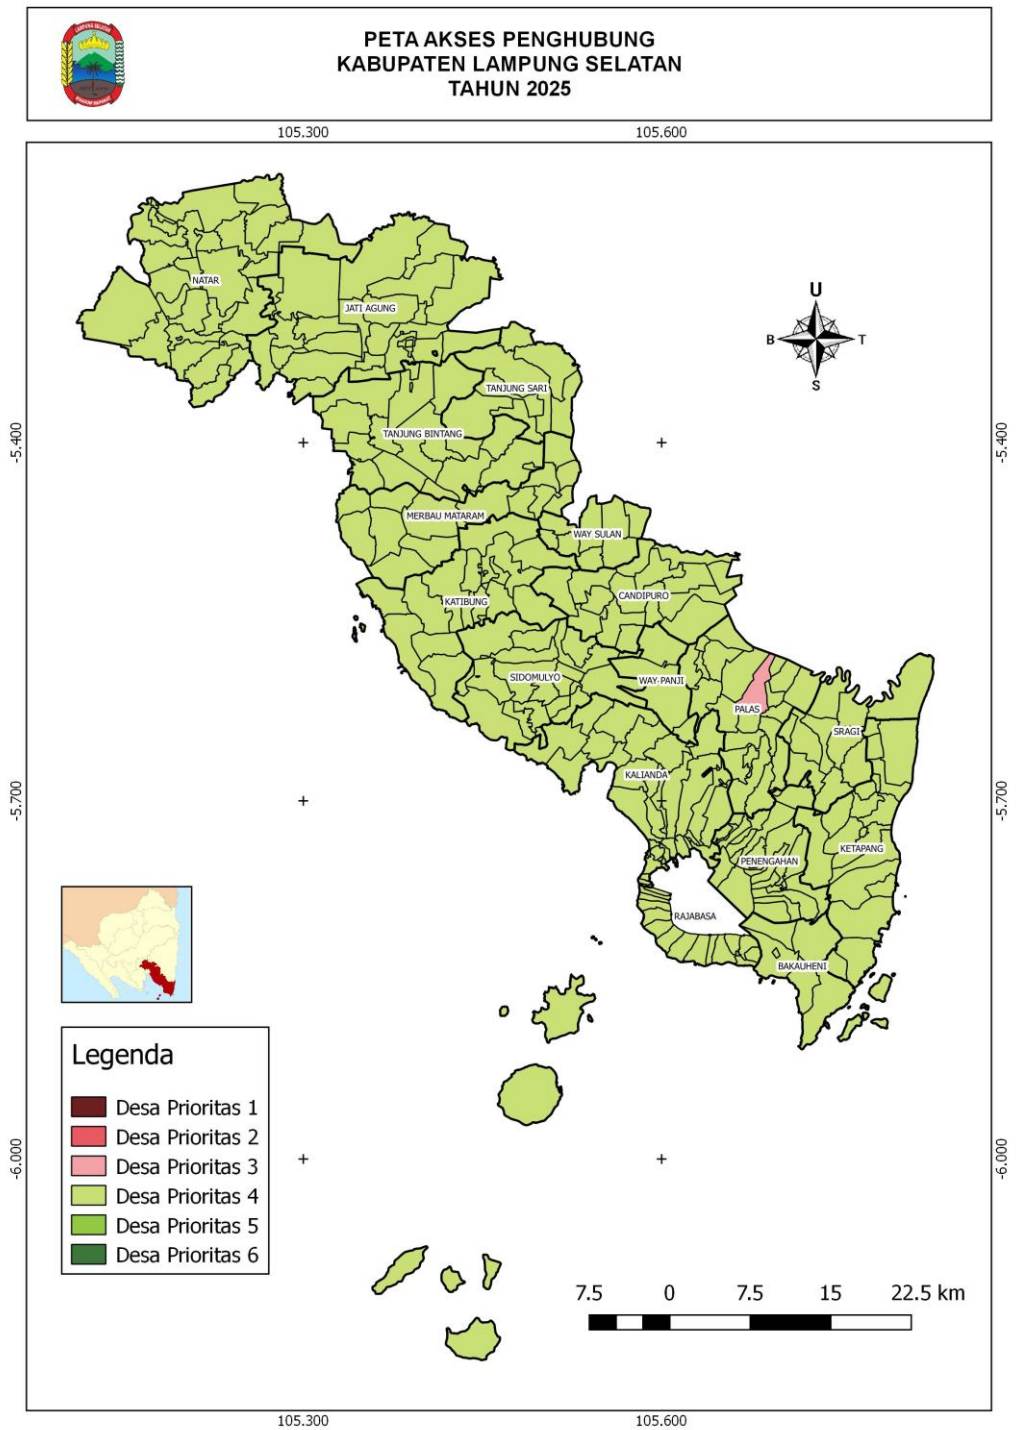 LAMPUNG SELATAN
PETA AKSES PENGHUBUNG
KABUPATEN LAMPUNG SELATAN
TAHUN 2025
105.300
105.600
NATAR
JATI AGUNG
U
B
T
S
TANJUNG SARI
TANJUNG BINTANG
-5.400
-5.400
MERBAU MATARAM
WAY SULAN
KATIBUNG
CANDIPURO
SIDOMULYO
WAY PANJI
PALAS
SRAGI
KALIANDA
-5.700
-5.700
KETAPANG
PENENGAHAN
RAJABASA
BAKAUHENI
Legenda
Desa Prioritas 1
Desa Prioritas 2
Desa Prioritas 3
Desa Prioritas 4
Desa Prioritas 5
Desa Prioritas 6
-6.000
-6.000
7.5 0 7.5 15 22.5 km
105.300
105.600